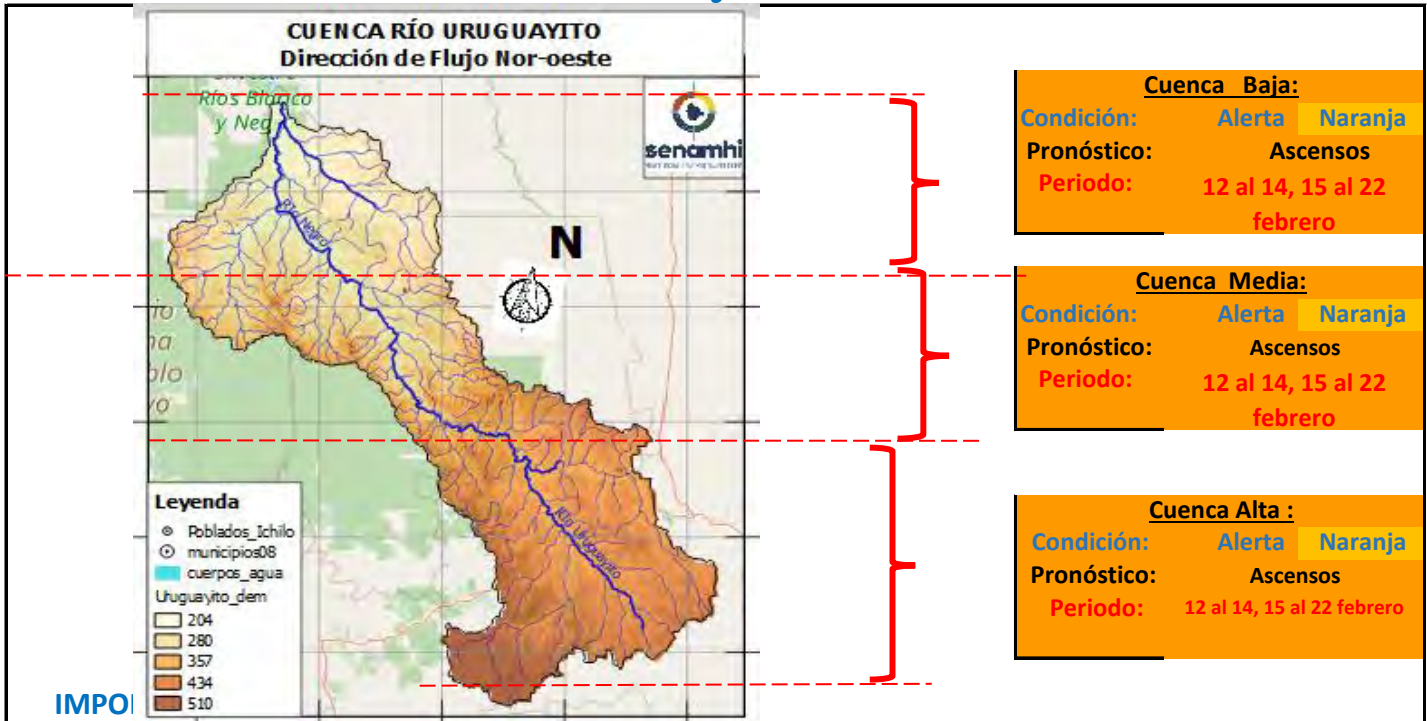 CUENCA RÍO URUGUAYITO
Dirección de Flujo Nor-oeste
Ríos Blanco
y Neg
senamhi
Río Negro
N
Río Uruguayito
Leyenda
Poblados_Ichilo
municipios08
cuerpos_agua
Uruguayito_dem
204
280
357
434
510
IMPO
Cuenca Baja:
Condición: Alerta Naranja
Pronóstico: Ascensos
Periodo: 12 al 14, 15 al 22
febrero
Cuenca Media:
Condición: Alerta Naranja
Pronóstico: Ascensos
Periodo: 12 al 14, 15 al 22
febrero
Cuenca Alta :
Condición: Alerta Naranja
Pronóstico: Ascensos
Periodo: 12 al 14, 15 al 22 febrero